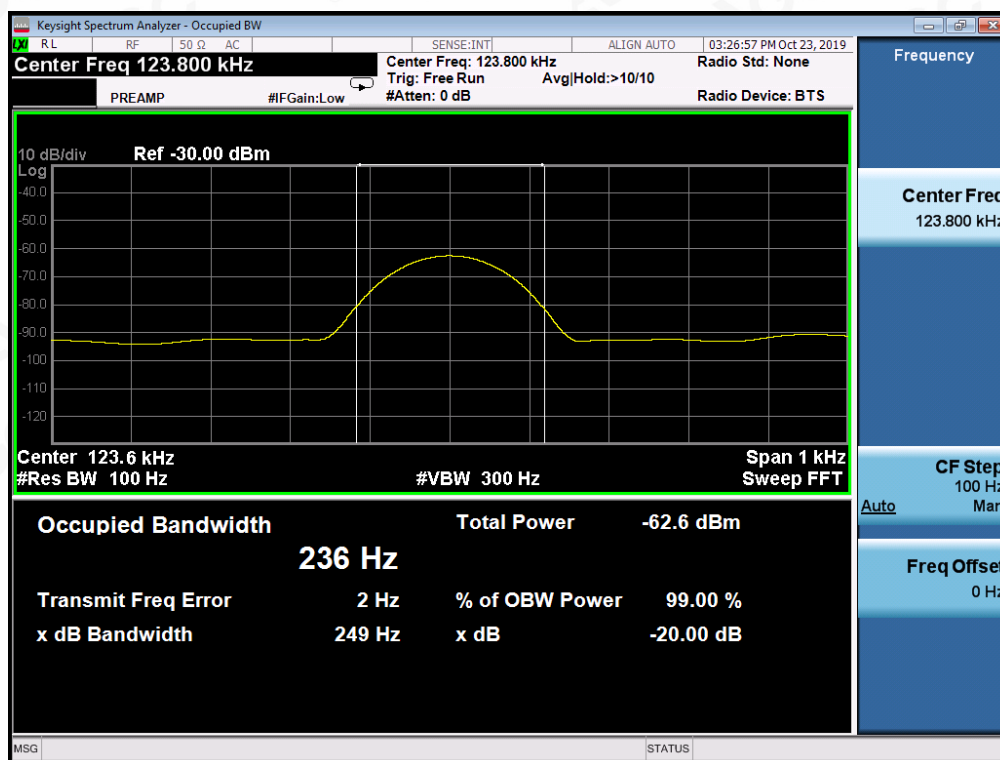 Keysight Spectrum Analyzer - Occupied BW
LXI RL RF 50 Ω AC SENSE:INT ALIGN AUTO 03:26:57 PM Oct 23, 2019
Center Freq 123.800 kHz
Center Freq: 123.800 kHz Radio Std: None
Trig: Free Run Avg|Hold:>10/10
PREAMP #IFGain:Low #Atten: 0 dB Radio Device: BTS
10 dB/div Ref -30.00 dBm
Log
-40.0
-50.0
-60.0
-70.0
-80.0
-90.0
-100
-110
-120
Center 123.6 kHz Span 1 kHz
#Res BW 100 Hz #VBW 300 Hz Sweep FFT
Occupied Bandwidth Total Power -62.6 dBm
236 Hz
Transmit Freq Error 2 Hz % of OBW Power 99.00 %
x dB Bandwidth 249 Hz x dB -20.00 dB
MSG STATUS
Frequency
Center Freq
123.800 kHz
CF Step
100 Hz
Auto Man
Freq Offset
0 Hz